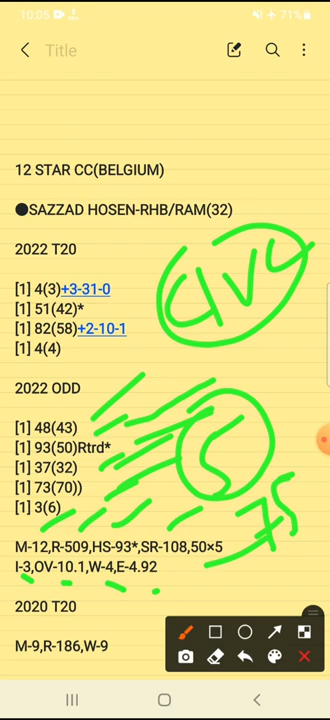 10:05
71%
Title
12 STAR CC(BELGIUM)
●SAZZAD HOSEN-RHB/RAM(32)
2022 T20
[1] 4(3)+3-31-0
[1] 51(42)*
[1] 82(58)+2-10-1
[1] 4(4)
2022 ODD
[1] 48(43)
[1] 93(50)Rtrd*
[1] 37(32)
[1] 73(70))
[1] 3(6)
M-12,R-509,HS-93*,SR-108,50×5
I-3,OV-10.1,W-4,E-4.92
2020 T20
M-9,R-186,W-9